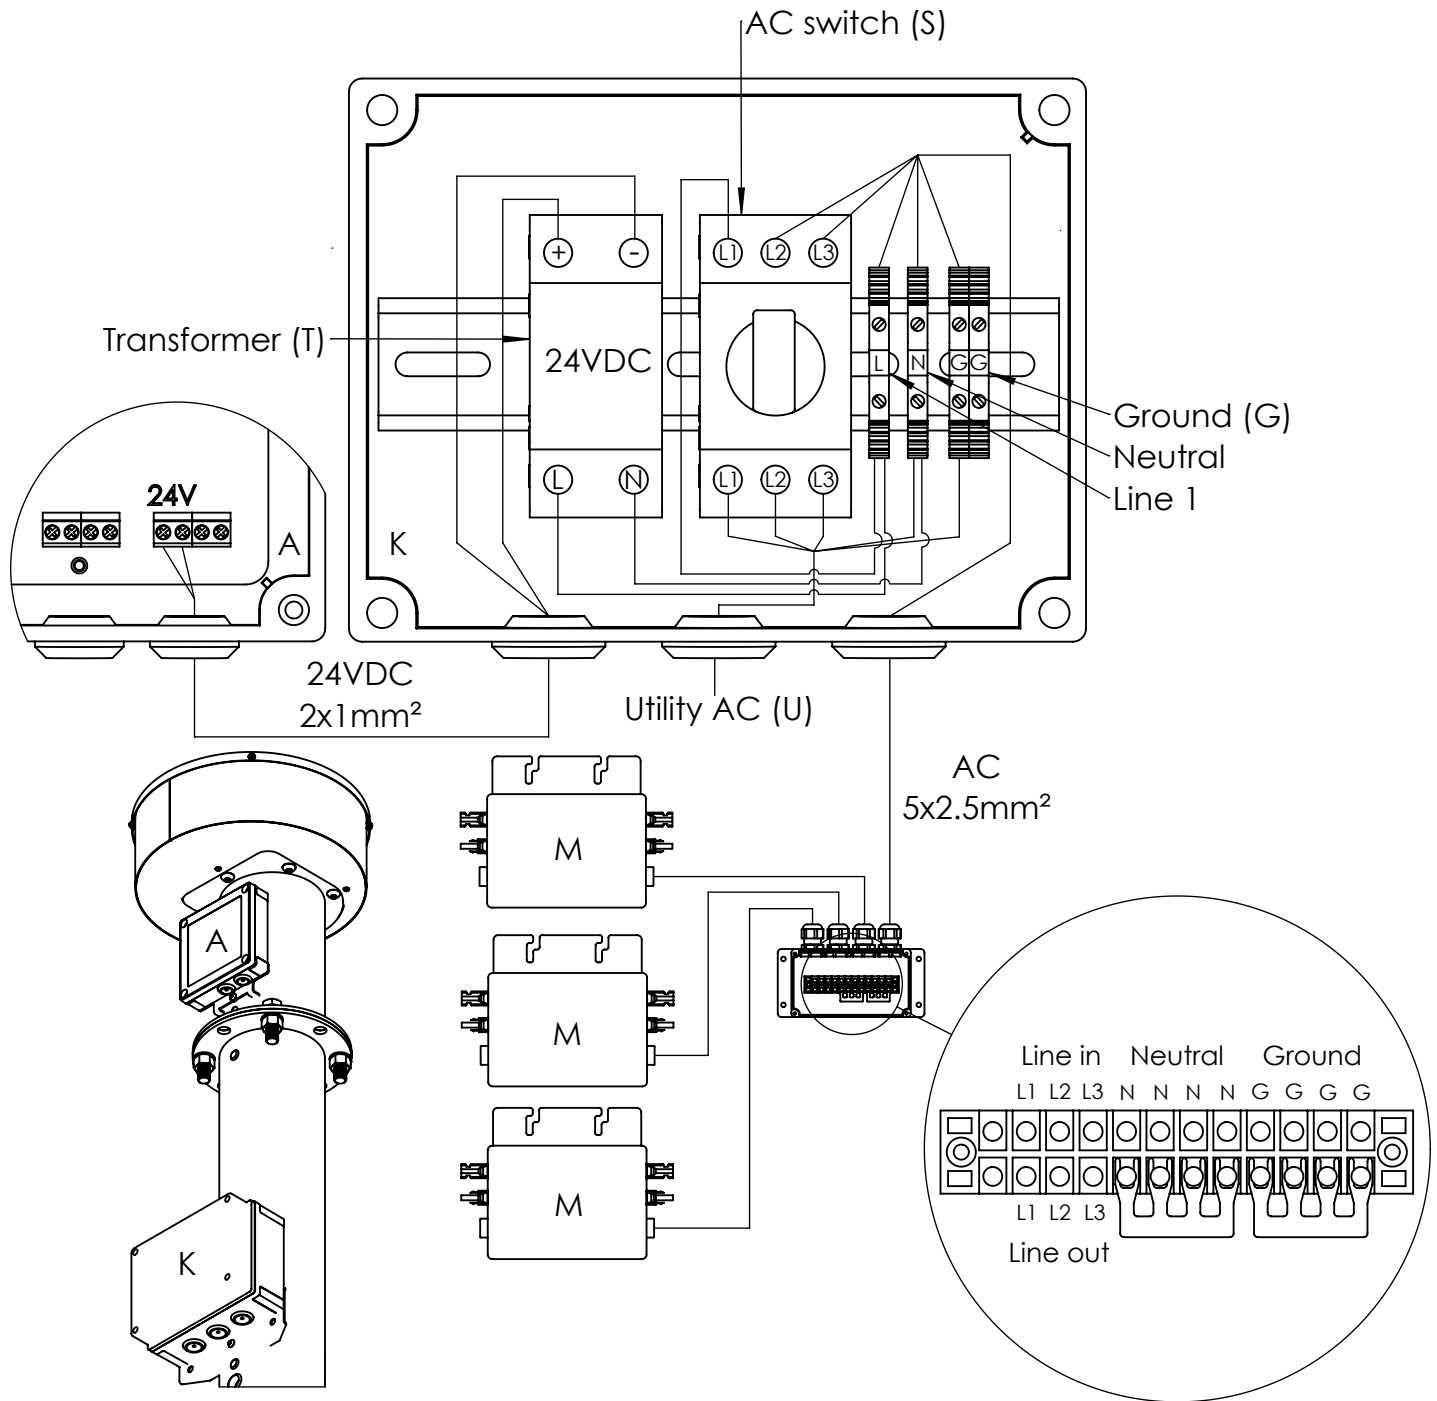 AC switch (S)
+ - L1 L2 L3
Transformer (T)
24VDC
L N G G
Ground (G)
Neutral
Line 1
L N L1 L2 L3
24V
A
K
24VDC
2x1mm²
Utility AC (U)
AC
5x2.5mm²
M
A
M
M
K
Line in Neutral Ground
L1 L2 L3 N N N N G G G G
L1 L2 L3
Line out